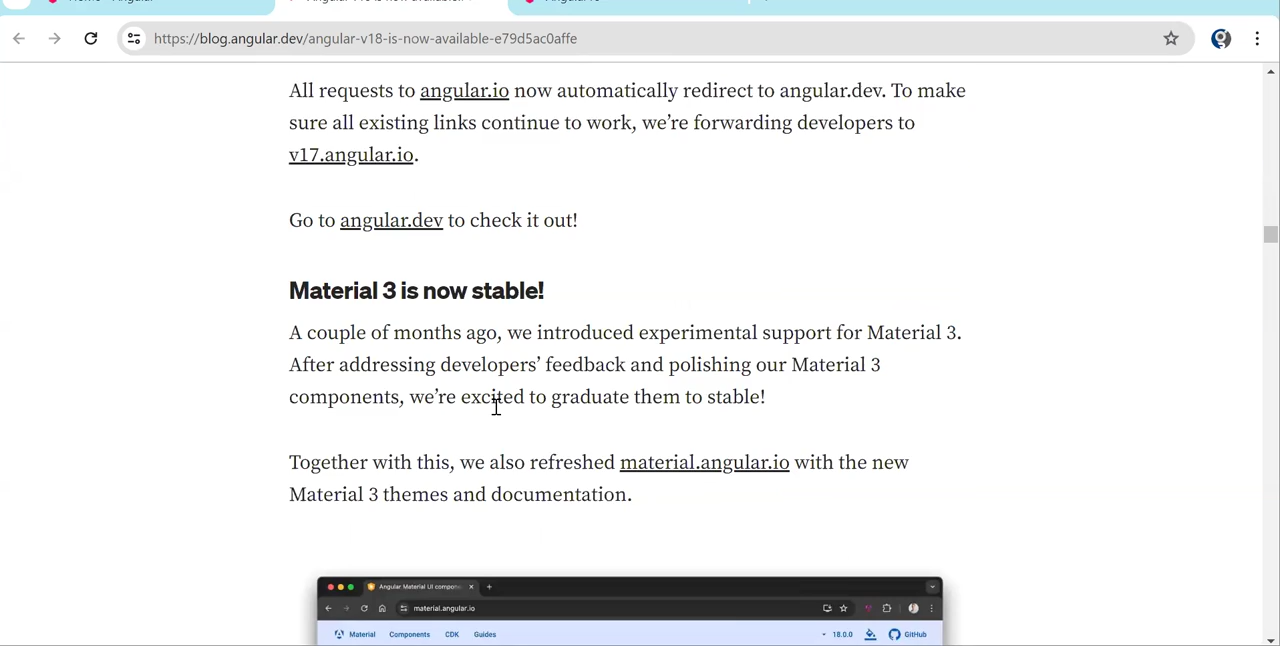 https://blog.angular.dev/angular-v18-is-now-available-e79d5ac0affe
All requests to angular.io now automatically redirect to angular.dev. To make
sure all existing links continue to work, we’re forwarding developers to
v17.angular.io.
Go to angular.dev to check it out!
Material 3 is now stable!
A couple of months ago, we introduced experimental support for Material 3.
After addressing developers’ feedback and polishing our Material 3
components, we’re excited to graduate them to stable!
Together with this, we also refreshed material.angular.io with the new
Material 3 themes and documentation.
Angular Material UI compon
material.angular.io
Material Components CDK Guides 18.0.0 GitHub